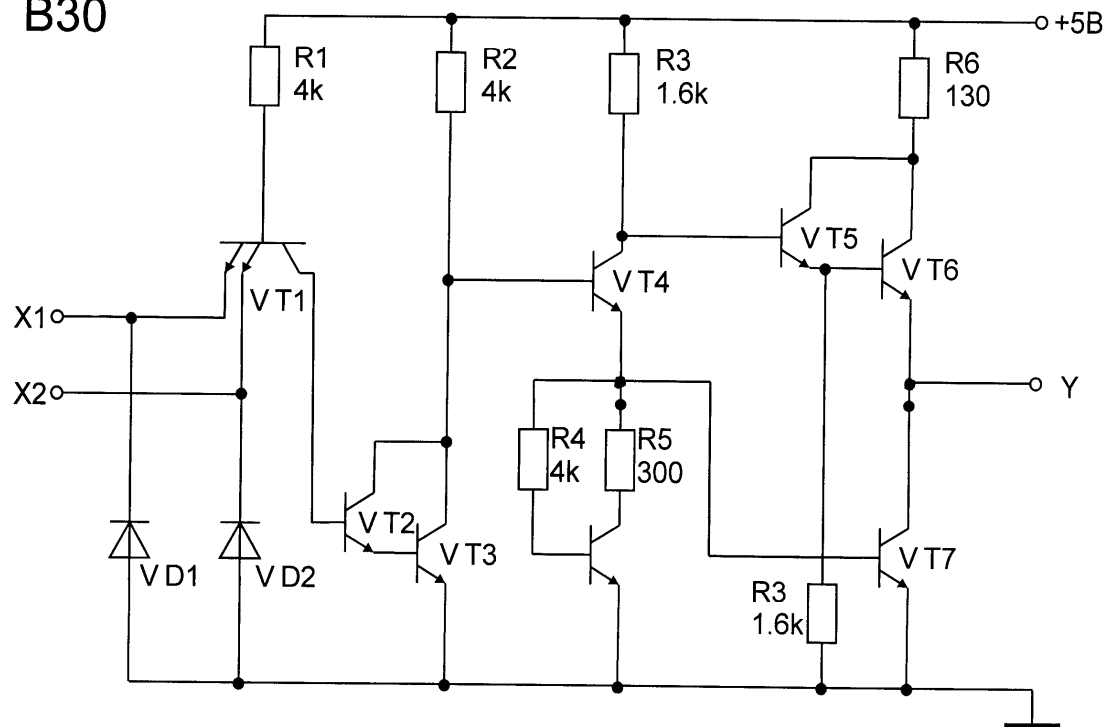 B30
+5B
R1
4k
R2
4k
R3
1.6k
R6
130
VT5
VT6
VT4
VT1
X1
X2
Y
R4
4k
R5
300
VT2
VT3
VT7
VD1
VD2
R3
1.6k